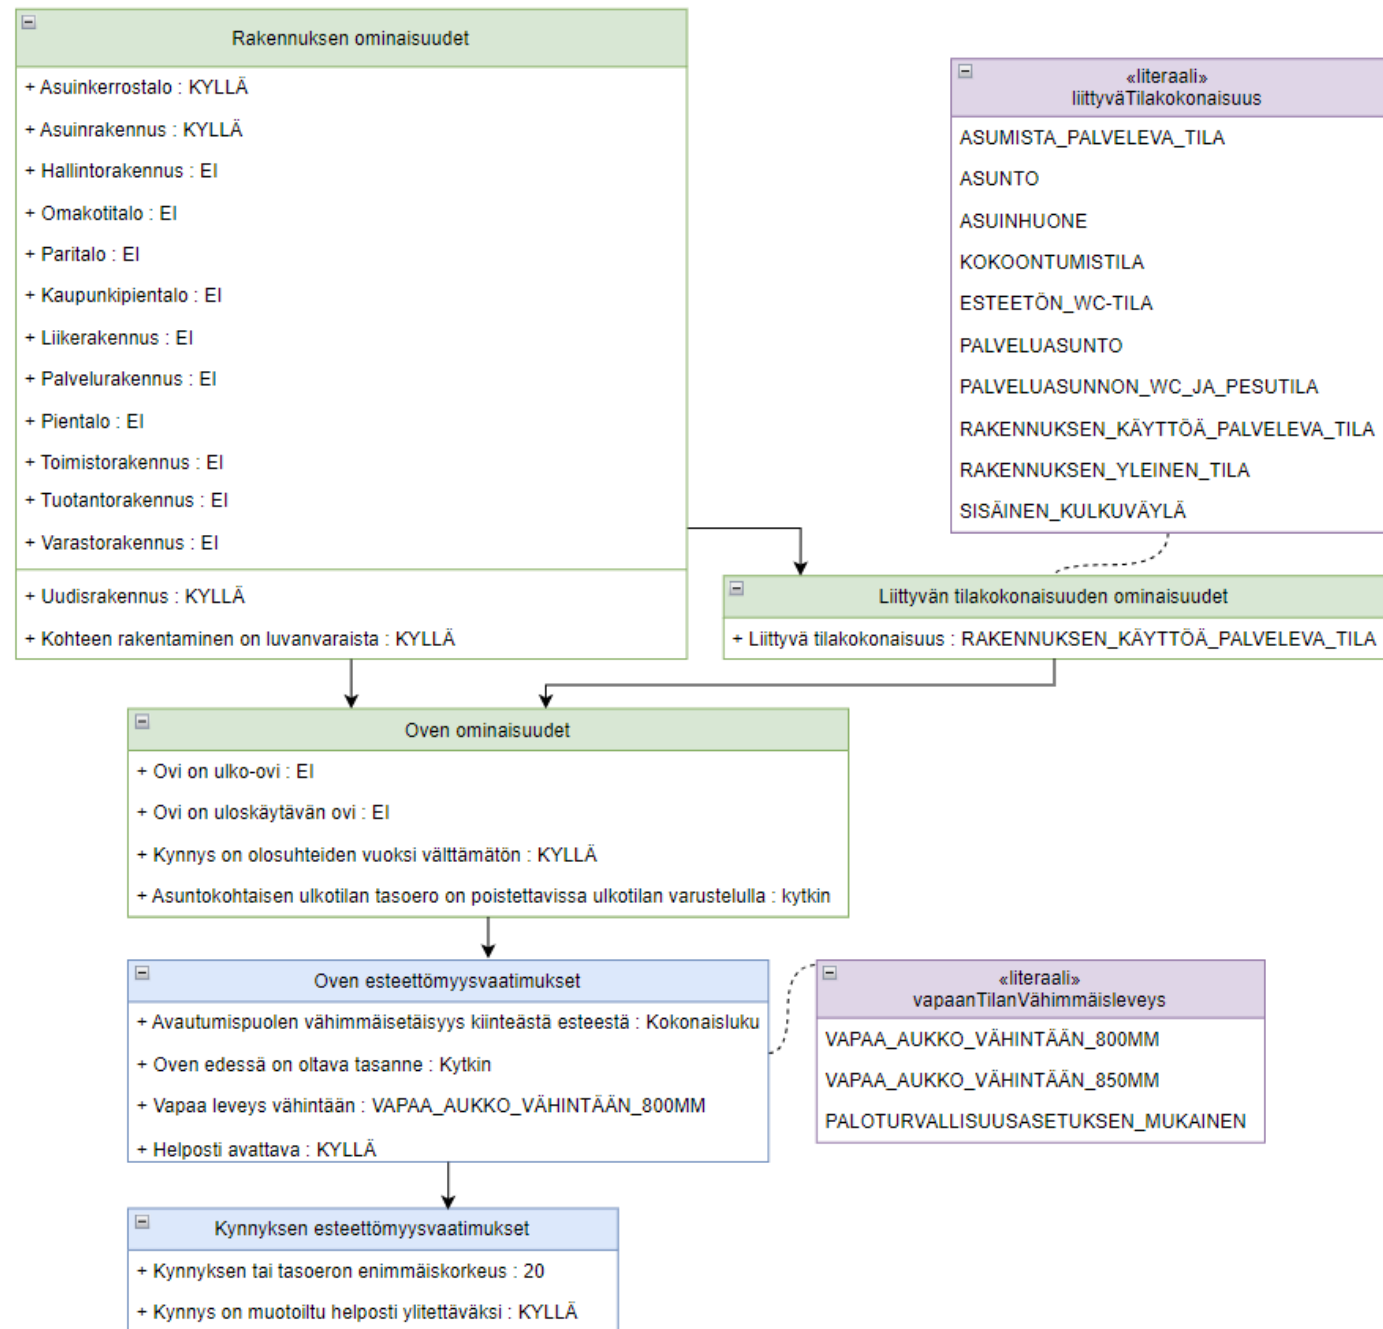 Rakennuksen ominaisuudet
+ Asuinkerrostalo : KYLLÄ
+ Asuinrakennus : KYLLÄ
+ Hallintorakennus : EI
+ Omakotitalo : EI
+ Paritalo : EI
+ Kaupunkipientalo : EI
+ Liikerakennus : EI
+ Palvelurakennus : EI
+ Pientalo : EI
+ Toimistorakennus : EI
+ Tuotantorakennus : EI
+ Varastorakennus : EI
+ Uudisrakennus : KYLLÄ
+ Kohteen rakentaminen on luvanvaraista : KYLLÄ
«literaali»
liittyväTilakokonaisuus
ASUMISTA_PALVELEVA_TILA
ASUNTO
ASUINHUONE
KOKOONTUMISTILA
ESTEETÖN_WC-TILA
PALVELUASUNTO
PALVELUASUNNON_WC_JA_PESUTILA
RAKENNUKSEN_KÄYTTÖÄ_PALVELEVA_TILA
RAKENNUKSEN_YLEINEN_TILA
SISÄINEN_KULKUVÄYLÄ
Liittyvän tilakokonaisuuden ominaisuudet
+ Liittyvä tilakokonaisuus : RAKENNUKSEN_KÄYTTÖÄ_PALVELEVA_TILA
Oven ominaisuudet
+ Ovi on ulko-ovi : EI
+ Ovi on uloskäytävän ovi : EI
+ Kynnys on olosuhteiden vuoksi välttämätön : KYLLÄ
+ Asuntokohtaisen ulkotilan tasoero on poistettavissa ulkotilan varustelulla : kytkin
Oven esteettömyysvaatimukset
+ Avautumispuolen vähimmäisetäisyys kiinteästä esteestä : Kokonaisluku
+ Oven edessä on oltava tasanne : Kytkin
+ Vapaa leveys vähintään : VAPAA_AUKKO_VÄHINTÄÄN_800MM
+ Helposti avattava : KYLLÄ
«literaali»
vapaanTilanVähimmäisleveys
VAPAA_AUKKO_VÄHINTÄÄN_800MM
VAPAA_AUKKO_VÄHINTÄÄN_850MM
PALOTURVALLISUUSASETUKSEN_MUKAINEN
Kynnyksen esteettömyysvaatimukset
+ Kynnyksen tai tasoeron enimmäiskorkeus : 20
+ Kynnys on muotoiltu helposti ylitettäväksi : KYLLÄ